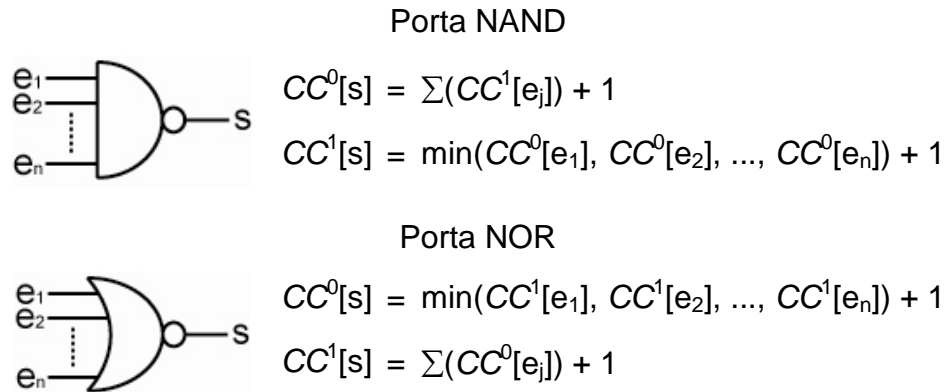 Porta NAND
e₁
e₂
eₙ
s
CC⁰[s] = ∑(CC¹[eⱼ]) + 1
CC¹[s] = min(CC⁰[e₁], CC⁰[e₂], ..., CC⁰[eₙ]) + 1
Porta NOR
e₁
e₂
eₙ
s
CC⁰[s] = min(CC¹[e₁], CC¹[e₂], ..., CC¹[eₙ]) + 1
CC¹[s] = ∑(CC⁰[eⱼ]) + 1